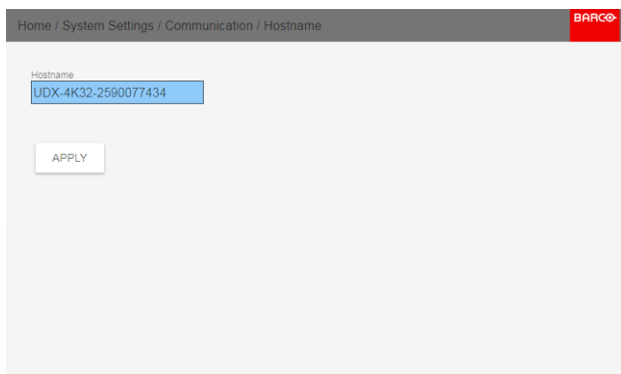 Home / System Settings / Communication / Hostname
BARCO
Hostname
UDX-4K32-2590077434
APPLY